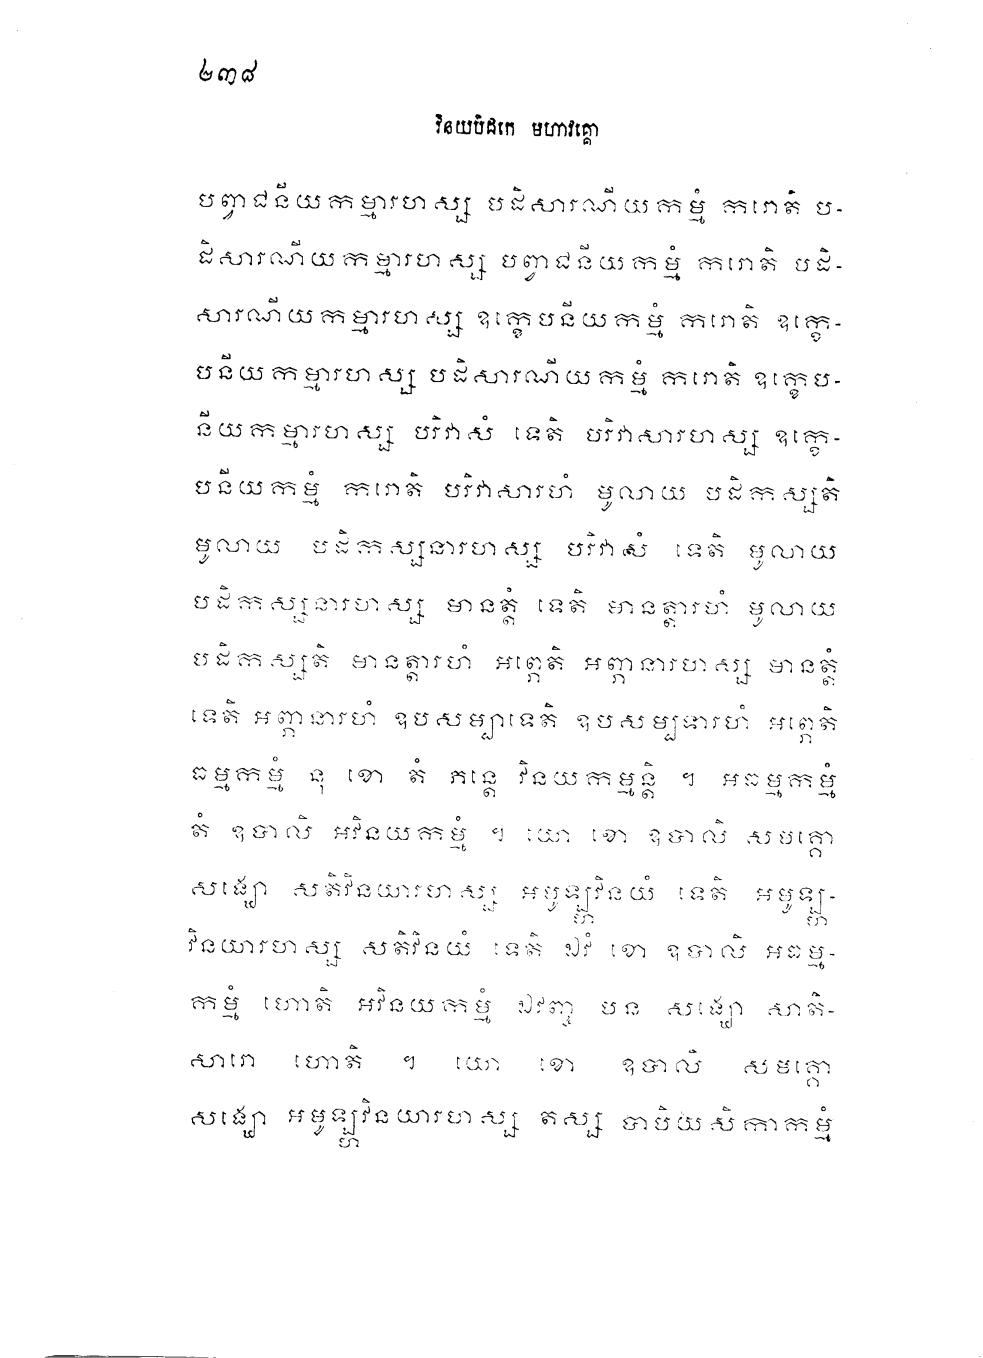 ២៣៨
វិនយបិដកេ មហាវគ្គោ
បព្វាជនីយកម្មារហស្ស បដិសារណីយកម្មំ ករោតិ ប-
ដិសារណីយកម្មារហស្ស បព្វាជនីយកម្មំ ករោតិ បដិ-
សារណីយកម្មារហស្ស ឧក្ខេបនីយកម្មំ ករោតិ ឧក្ខេ-
បនីយកម្មារហស្ស បដិសារណីយកម្មំ ករោតិ ឧក្ខេប-
នីយកម្មារហស្ស បរិវាសំ ទេតិ បរិវាសារហស្ស ឧក្ខេ-
បនីយកម្មំ ករោតិ បរិវាសារហំ មូលាយ បដិកស្សតិ
មូលាយ បដិកស្សនារហស្ស បរិវាសំ ទេតិ មូលាយ
បដិកស្សនារហស្ស មានត្តំ ទេតិ មានត្តារហំ មូលាយ
បដិកស្សតិ មានត្តារហំ អព្ភេតិ អព្ភានារហស្ស មានត្តំ
ទេតិ អព្ភានារហំ ឧបសម្បាទេតិ ឧបសម្បទារហំ អព្ភេតិ
ធម្មកម្មំ នុ ខោ តំ ភន្តេ វិនយកម្មន្តិ ។ អធម្មកម្មំ
តំ ឧបាលិ អវិនយកម្មំ ។ យោ ខោ ឧបាលិ សមគ្គោ
សង្ឃោ សតិវិនយារហស្ស អមូឡ្ហវិនយំ ទេតិ អមូឡ្ហ-
វិនយារហស្ស សតិវិនយំ ទេតិ ឯវំ ខោ ឧបាលិ អធម្ម-
កម្មំ ហោតិ អវិនយកម្មំ ឯវញ្ច បន សង្ឃោ សាតិ-
សារោ ហោតិ ។ យោ ខោ ឧបាលិ សមគ្គោ
សង្ឃោ អមូឡ្ហវិនយារហស្ស តស្ស បាបិយសិកាកម្មំ